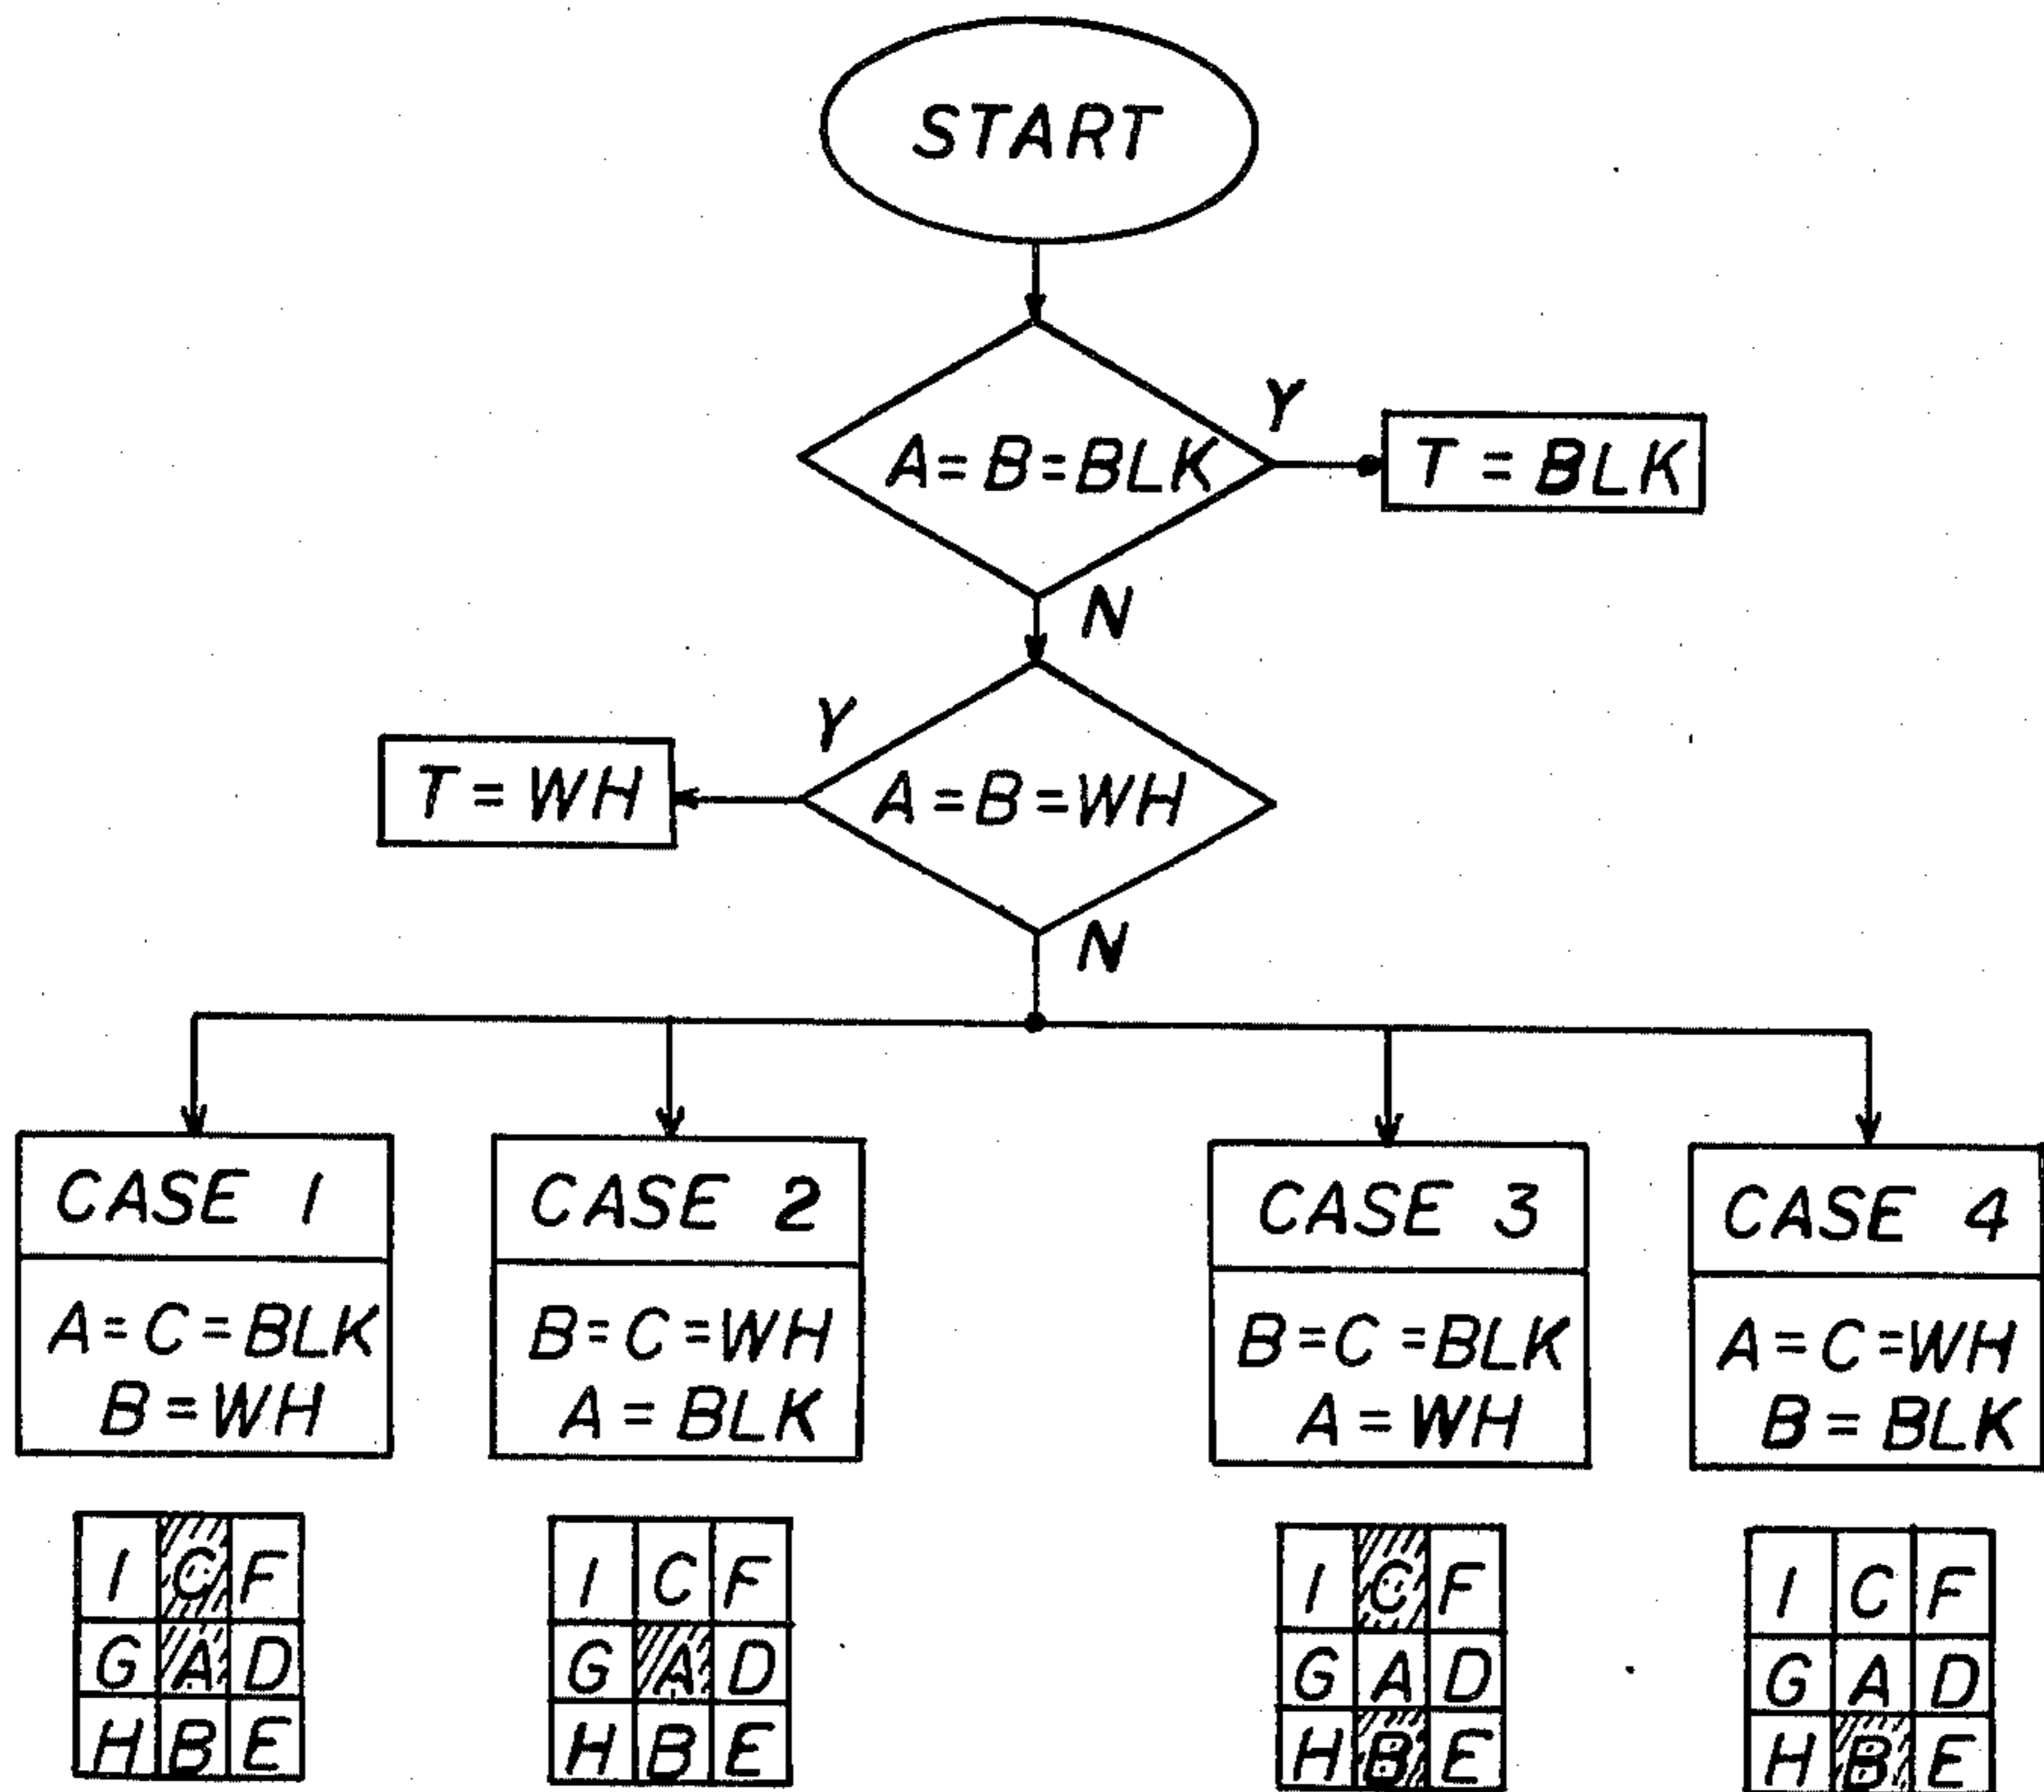 START
A=B=BLK
Y
T=BLK
N
Y
A=B=WH
T=WH
N
CASE 1
A=C=BLK
B=WH
CASE 2
B=C=WH
A=BLK
CASE 3
B=C=BLK
A=WH
CASE 4
A=C=WH
B=BLK
I C F
G A D
H B E
I C F
G A D
H B E
I C F
G A D
H B E
I C F
G A D
H B E